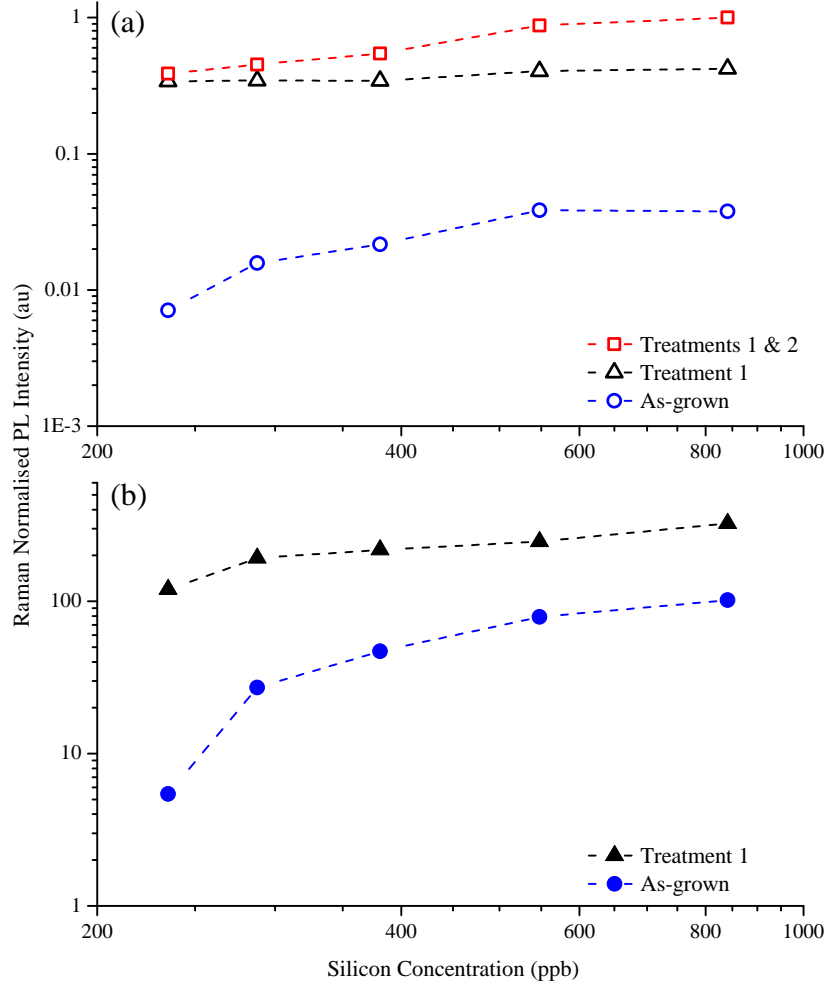 (a)
1
0.1
0.01
1E-3
Treatments 1 & 2
Treatment 1
As-grown
200
400
600
800
1000
Raman Normalised PL Intensity (au)
(b)
100
10
1
Treatment 1
As-grown
200
400
600
800
1000
Silicon Concentration (ppb)